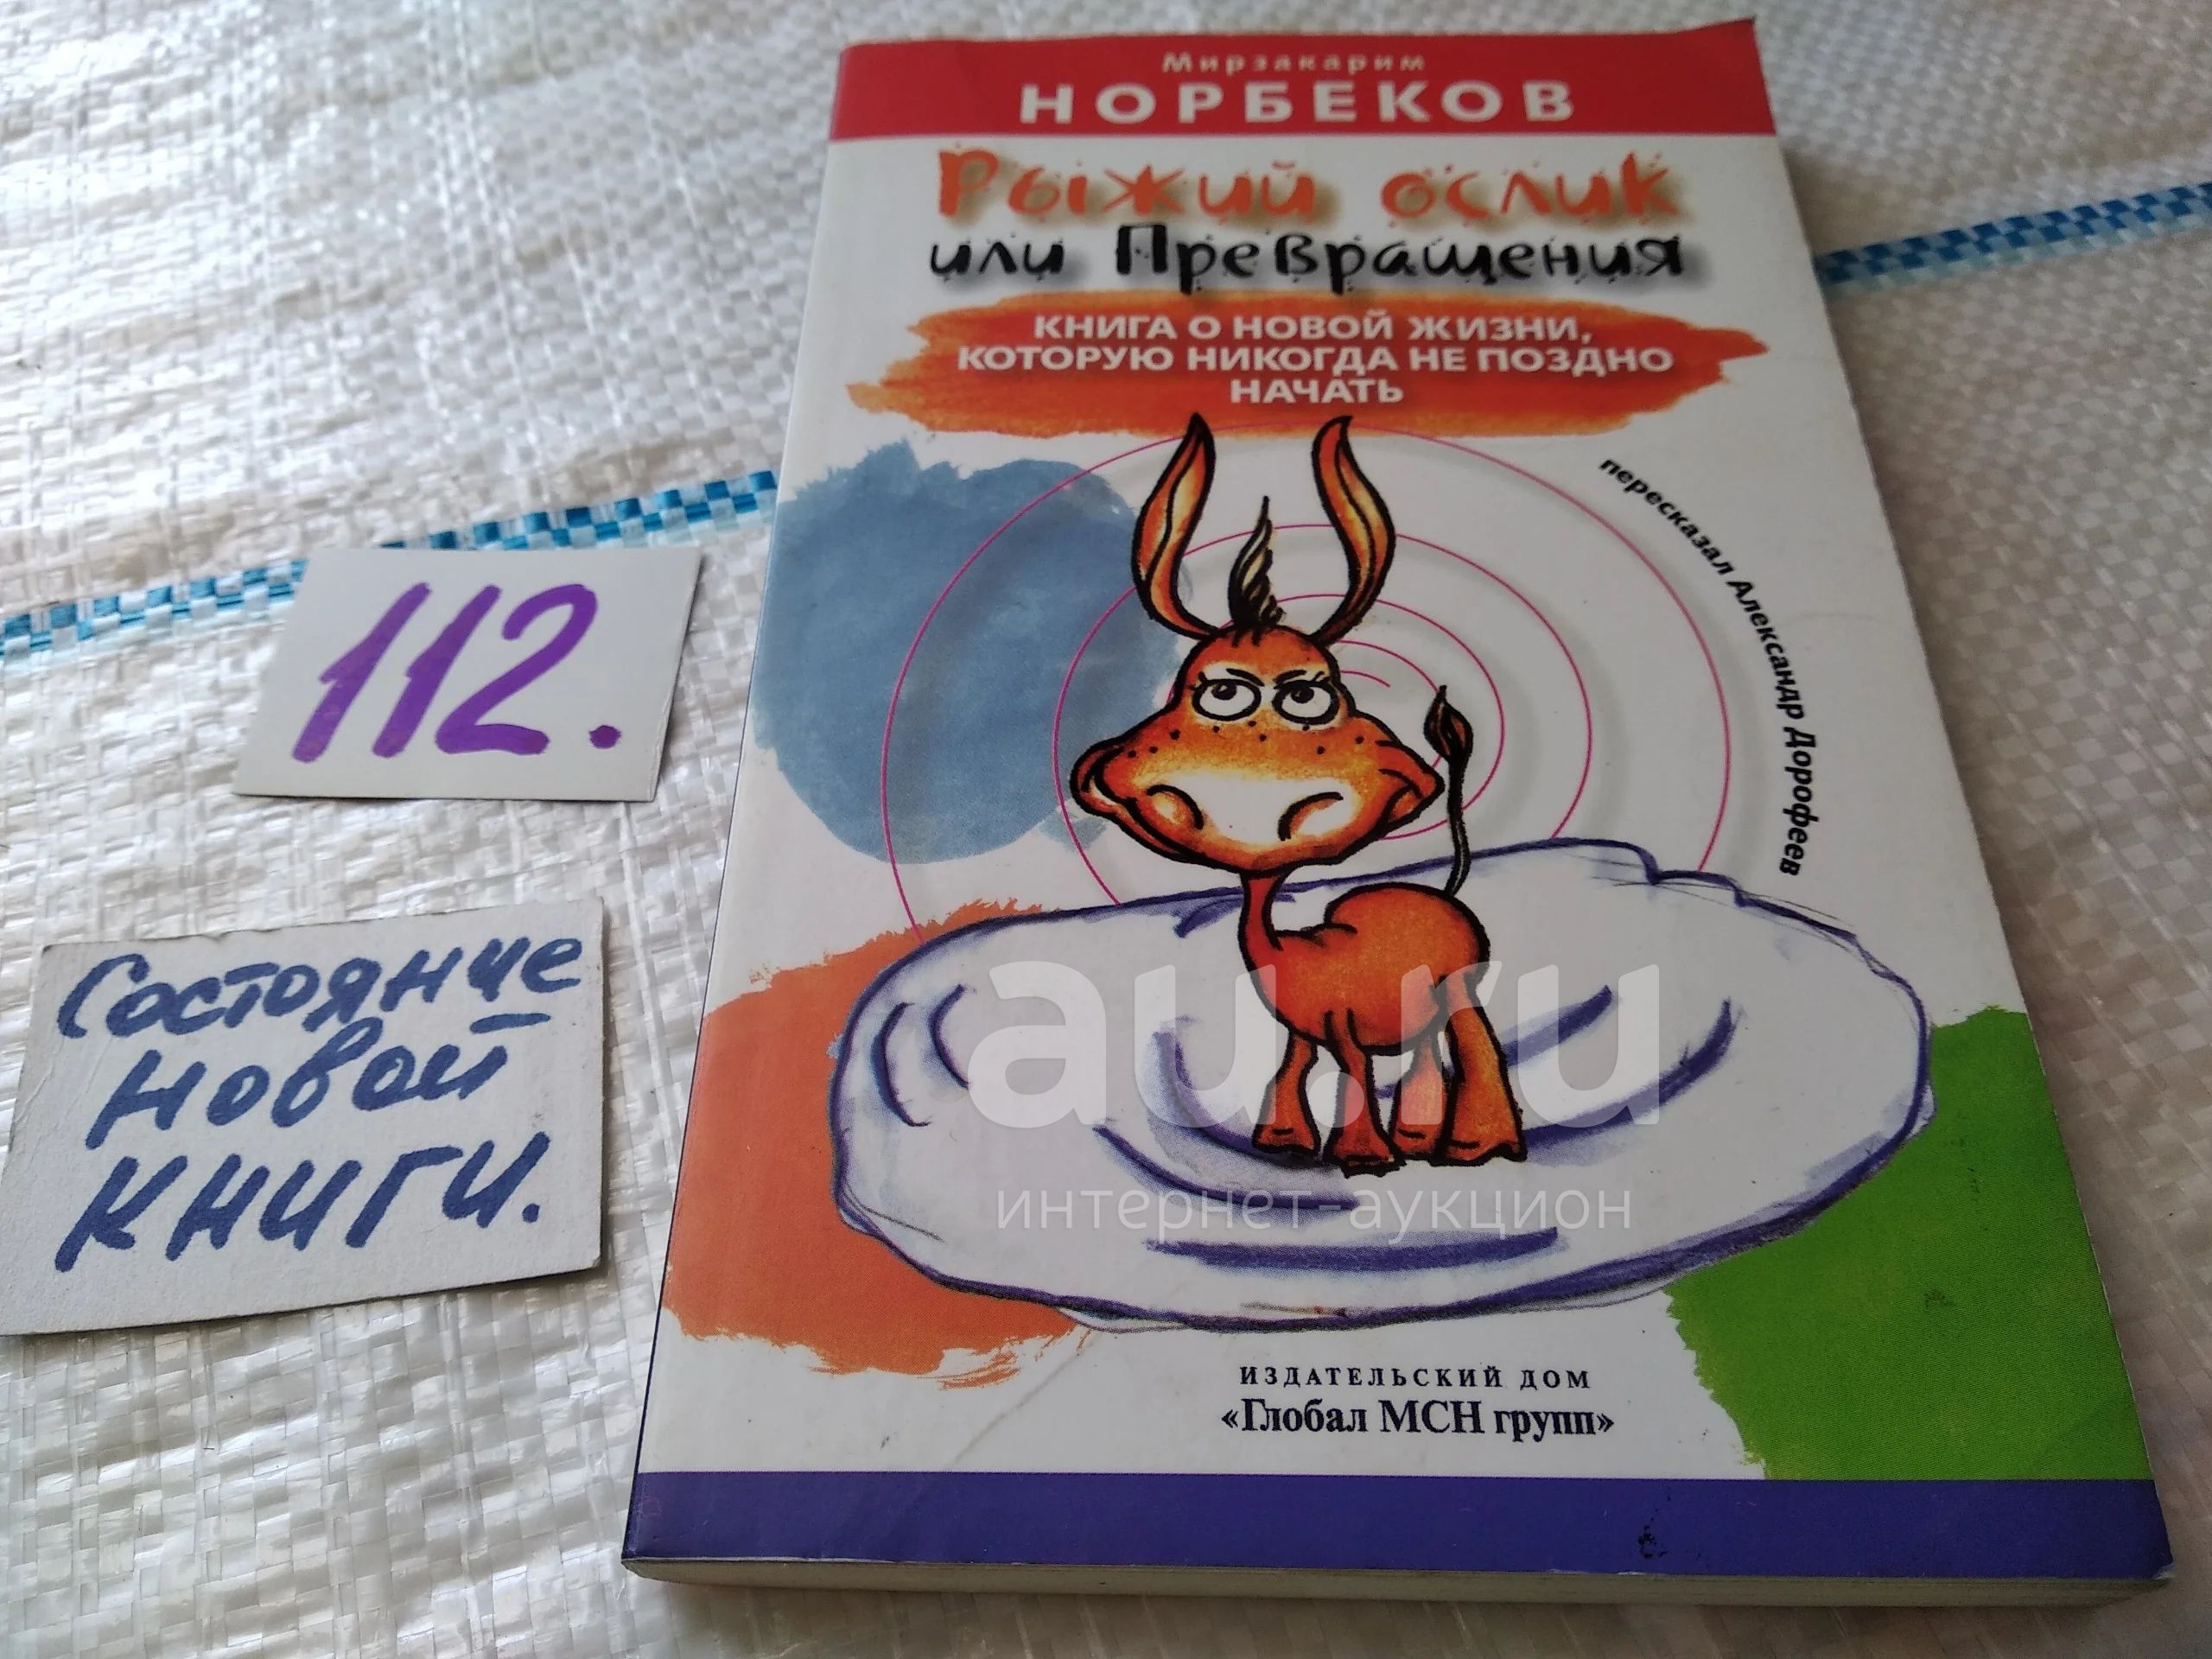 Мирзакарим
НОРБЕКОВ
Рыжий ослик
или Превращения
КНИГА О НОВОЙ ЖИЗНИ,
КОТОРУЮ НИКОГДА НЕ ПОЗДНО
НАЧАТЬ
пересказал Александр Дорофеев
112.
Состояние
новой
книги.
au.ru
интернет-аукцион
ИЗДАТЕЛЬСКИЙ ДОМ
«Глобал МСН групп»